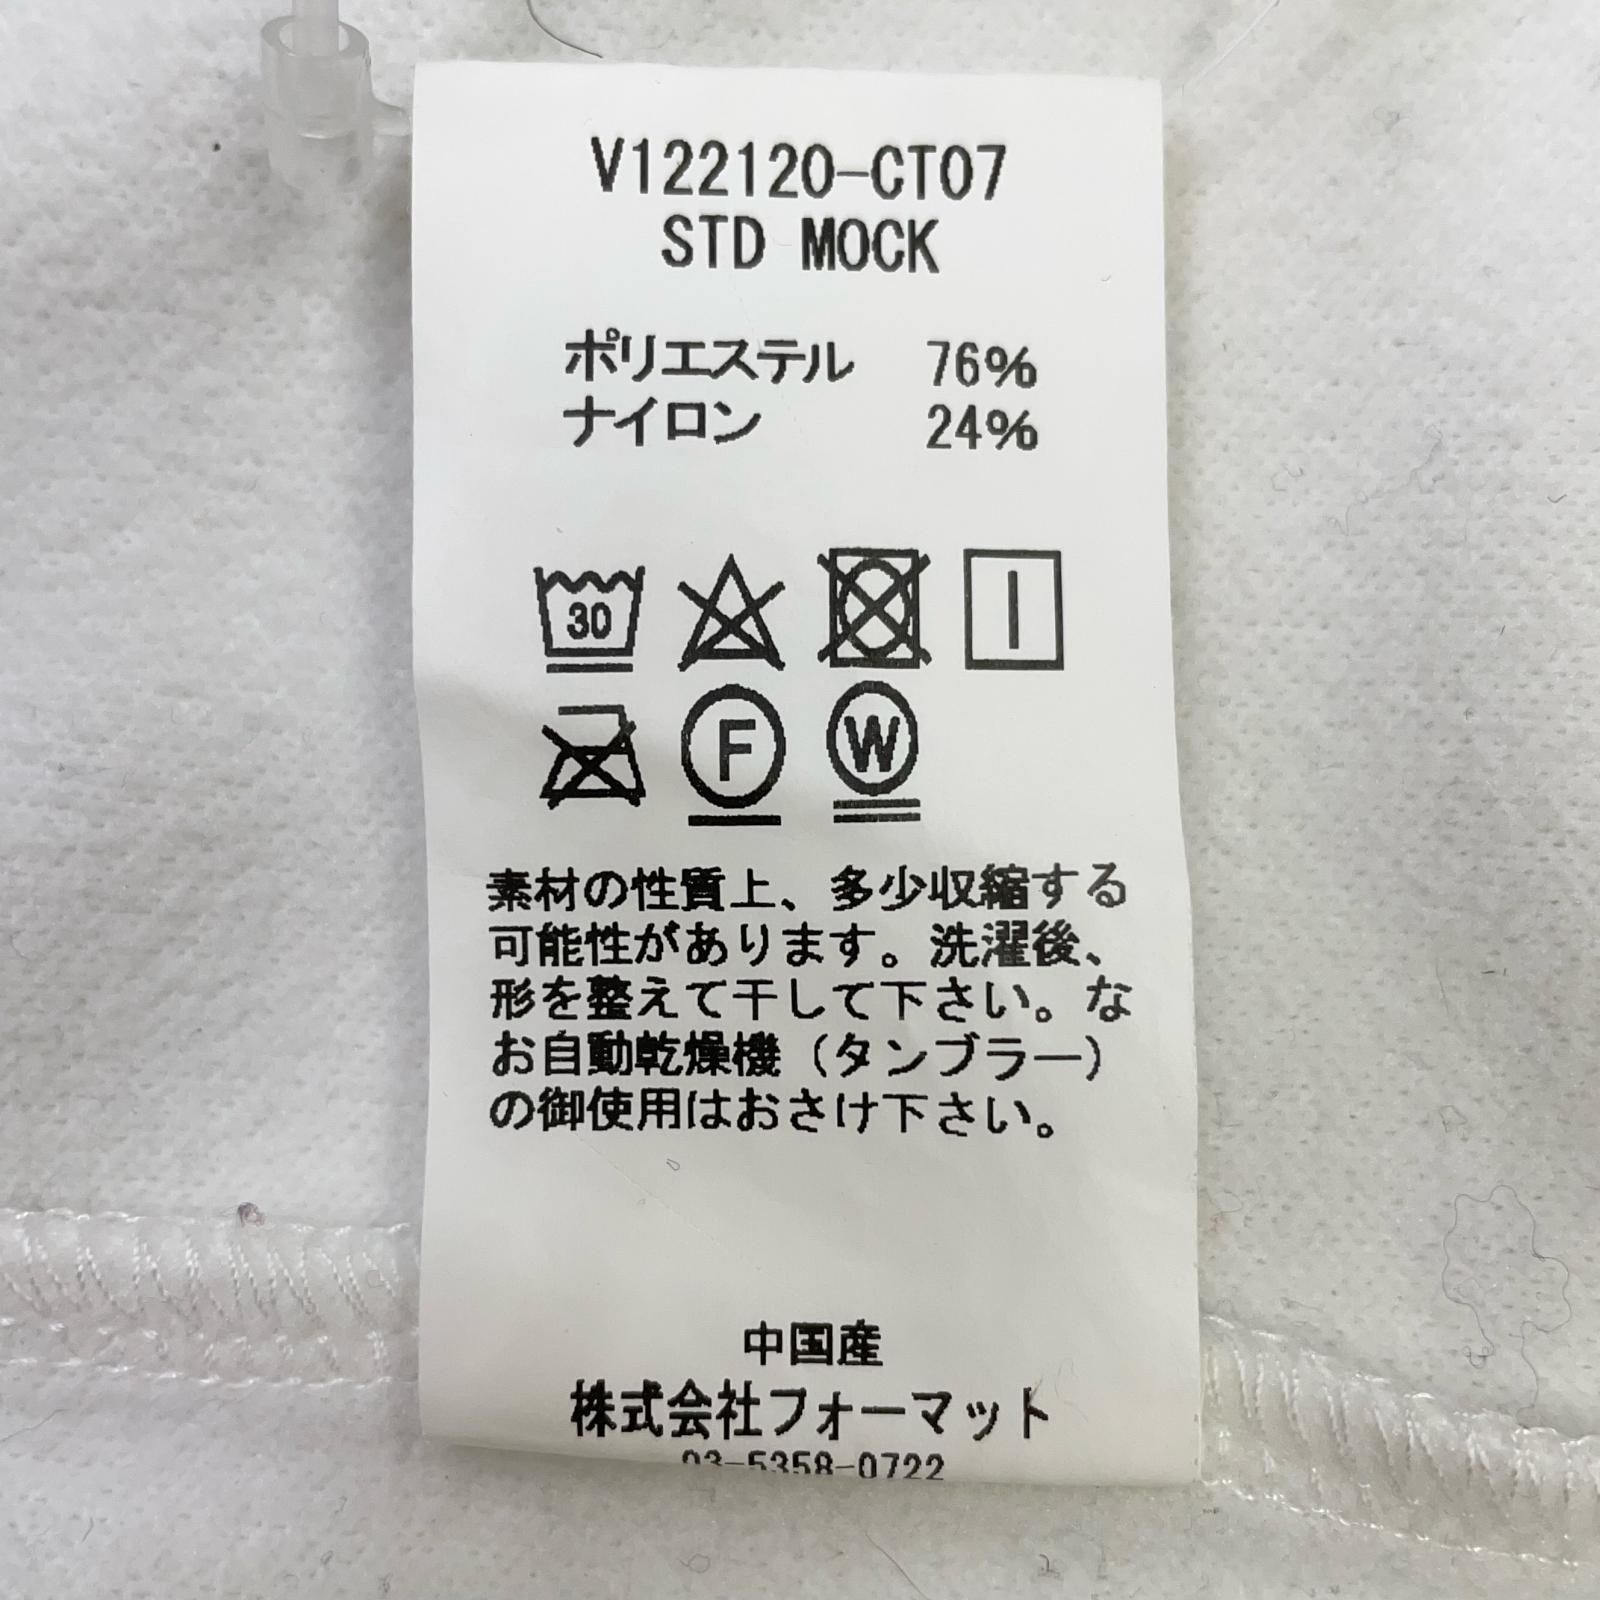 V122120-CT07
STD MOCK
ポリエステル 76%
ナイロン 24%
30
F W
素材の性質上、多少収縮する
可能性があります。洗濯後、
形を整えて干して下さい。な
お自動乾燥機（タンブラー）
の御使用はおさけ下さい。
中国産
株式会社フォーマット
03-5358-0722